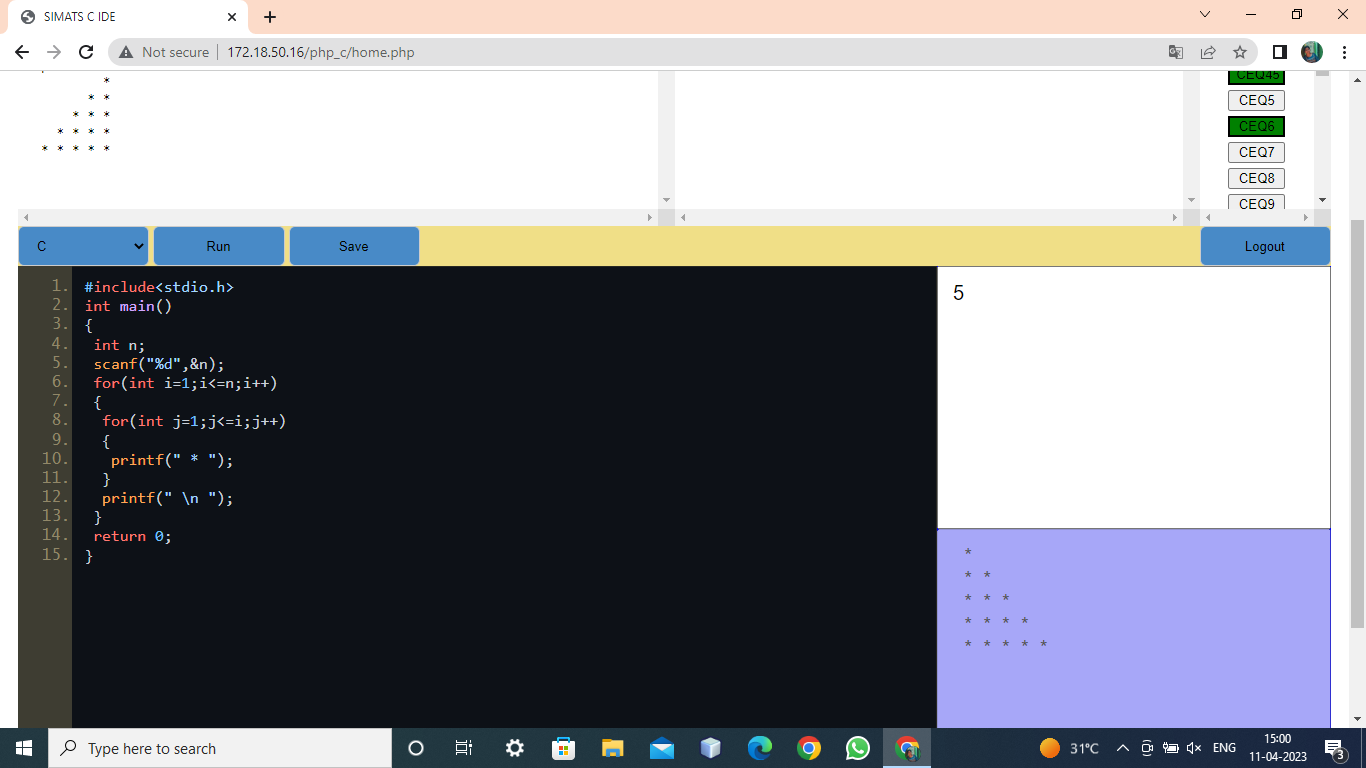 SIMATS C IDE
Not secure
172.18.50.16/php_c/home.php
*
* *
* * *
* * * *
* * * * *
CEQ45
CEQ5
CEQ6
CEQ7
CEQ8
CEQ9
C
Run
Save
Logout
1. #include<stdio.h>
2. int main()
3. {
4. int n;
5. scanf("%d",&n);
6. for(int i=1;i<=n;i++)
7. {
8. for(int j=1;j<=i;j++)
9. {
10. printf(" * ");
11. }
12. printf(" \n ");
13. }
14. return 0;
15. }
5
*
* *
* * *
* * * *
* * * * *
Type here to search
31°C
ENG
15:00
11-04-2023
3